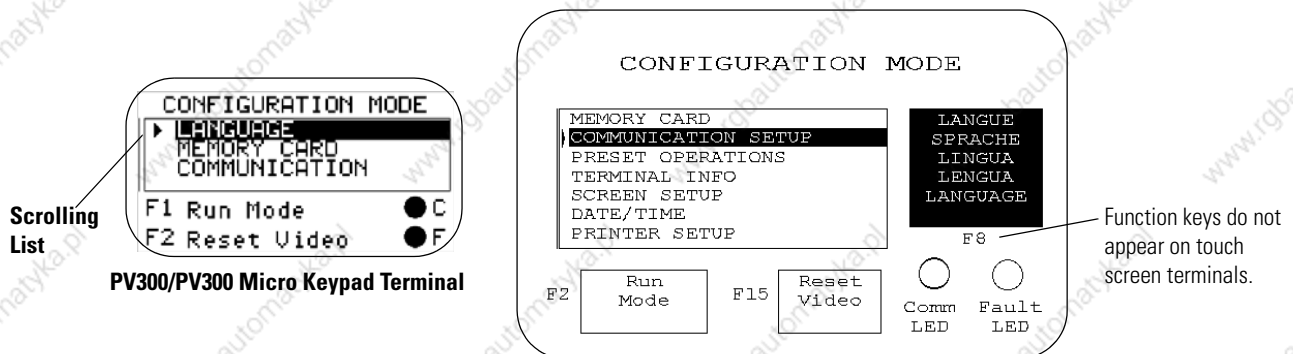 CONFIGURATION MODE
LANGUAGE
MEMORY CARD
COMMUNICATION
F1 Run Mode C
F2 Reset Video F
Scrolling
List
PV300/PV300 Micro Keypad Terminal
CONFIGURATION MODE
MEMORY CARD
COMMUNICATION SETUP
PRESET OPERATIONS
TERMINAL INFO
SCREEN SETUP
DATE/TIME
PRINTER SETUP
LANGUE
SPRACHE
LINGUA
LENGUA
LANGUAGE
F8
F2
Run
Mode
F15
Reset
Video
Comm
LED
Fault
LED
Function keys do not
appear on touch
screen terminals.
www.rgbautomatyka.pl